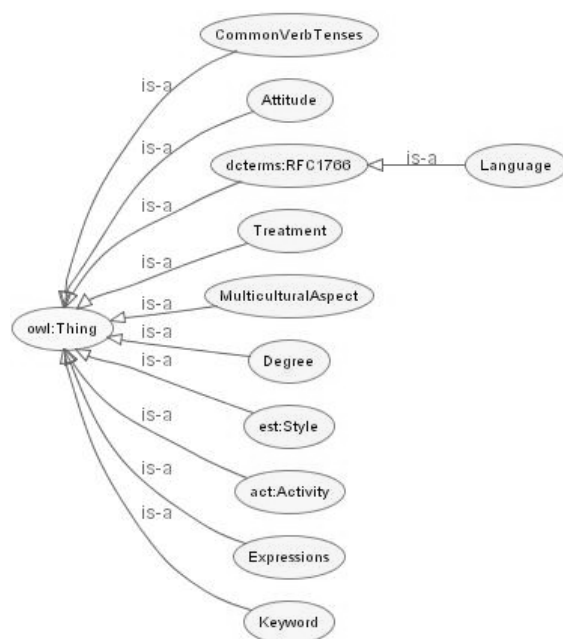 CommonVerbTenses
is-a
Attitude
is-a
dcterms:RFC1766
is-a
Language
is-a
Treatment
is-a
MulticulturalAspect
is-a
owl:Thing
is-a
Degree
is-a
est:Style
is-a
act:Activity
is-a
Expressions
is-a
Keyword